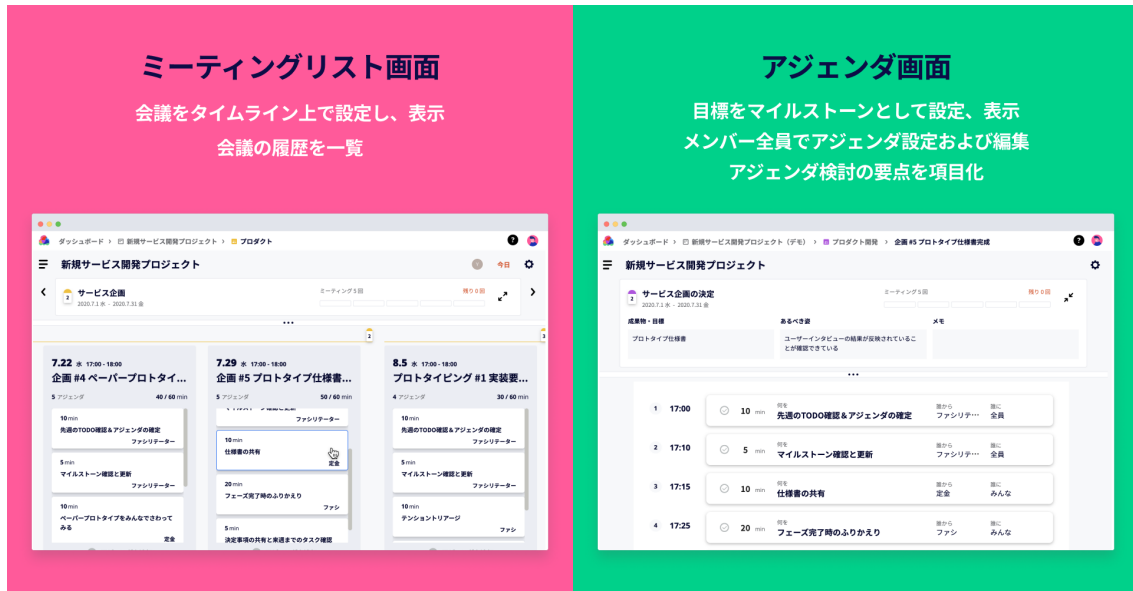 ミーティングリスト画面
会議をタイムライン上で設定し、表示
会議の履歴を一覧
ダッシュボード › 新規サービス開発プロジェクト › プロダクト
新規サービス開発プロジェクト
今日
2
サービス企画
2020.7.1 水 - 2020.7.31 金
ミーティング 5 回
残り 0 回
2
3
7.22 水 17:00 - 18:00
企画 #4 ペーパープロトタイ...
5 アジェンダ
40 / 60 min
10 min
先週のTODO確認＆アジェンダの確定
ファシリテーター
5 min
マイルストーン確認と更新
ファシリテーター
10 min
ペーパープロトタイプをみんなでさわって
みる
定金
7.29 水 17:00 - 18:00
企画 #5 プロトタイプ仕様書...
5 アジェンダ
50 / 60 min
マイルストーン確認と更新
ファシリテーター
10 min
仕様書の共有
定金
20 min
フェーズ完了時のふりかえり
ファシ
5 min
決定事項の共有と来週までのタスク確認
8.5 水 17:00 - 18:00
プロトタイピング #1 実装要...
4 アジェンダ
30 / 60 min
10 min
先週のTODO確認＆アジェンダの確定
ファシリテーター
5 min
マイルストーン確認と更新
ファシリテーター
10 min
テンショントリアージ
ファシ
アジェンダ画面
目標をマイルストーンとして設定、表示
メンバー全員でアジェンダ設定および編集
アジェンダ検討の要点を項目化
ダッシュボード › 新規サービス開発プロジェクト（デモ） › プロダクト開発 › 企画 #5 プロトタイプ仕様書完成
新規サービス開発プロジェクト
2
サービス企画の決定
2020.7.1 水 - 2020.7.31 金
ミーティング 5 回
残り 0 回
成果物・目標
あるべき姿
メモ
プロトタイプ仕様書
ユーザーインタビューの結果が反映されているこ
とが確認できている
1 17:00 10 min 何を 先週のTODO確認＆アジェンダの確定 誰から ファシリテ… 誰に 全員
2 17:10 5 min 何を マイルストーン確認と更新 誰から ファシリテ… 誰に 全員
3 17:15 10 min 何を 仕様書の共有 誰から 定金 誰に みんな
4 17:25 20 min 何を フェーズ完了時のふりかえり 誰から ファシ 誰に みんな